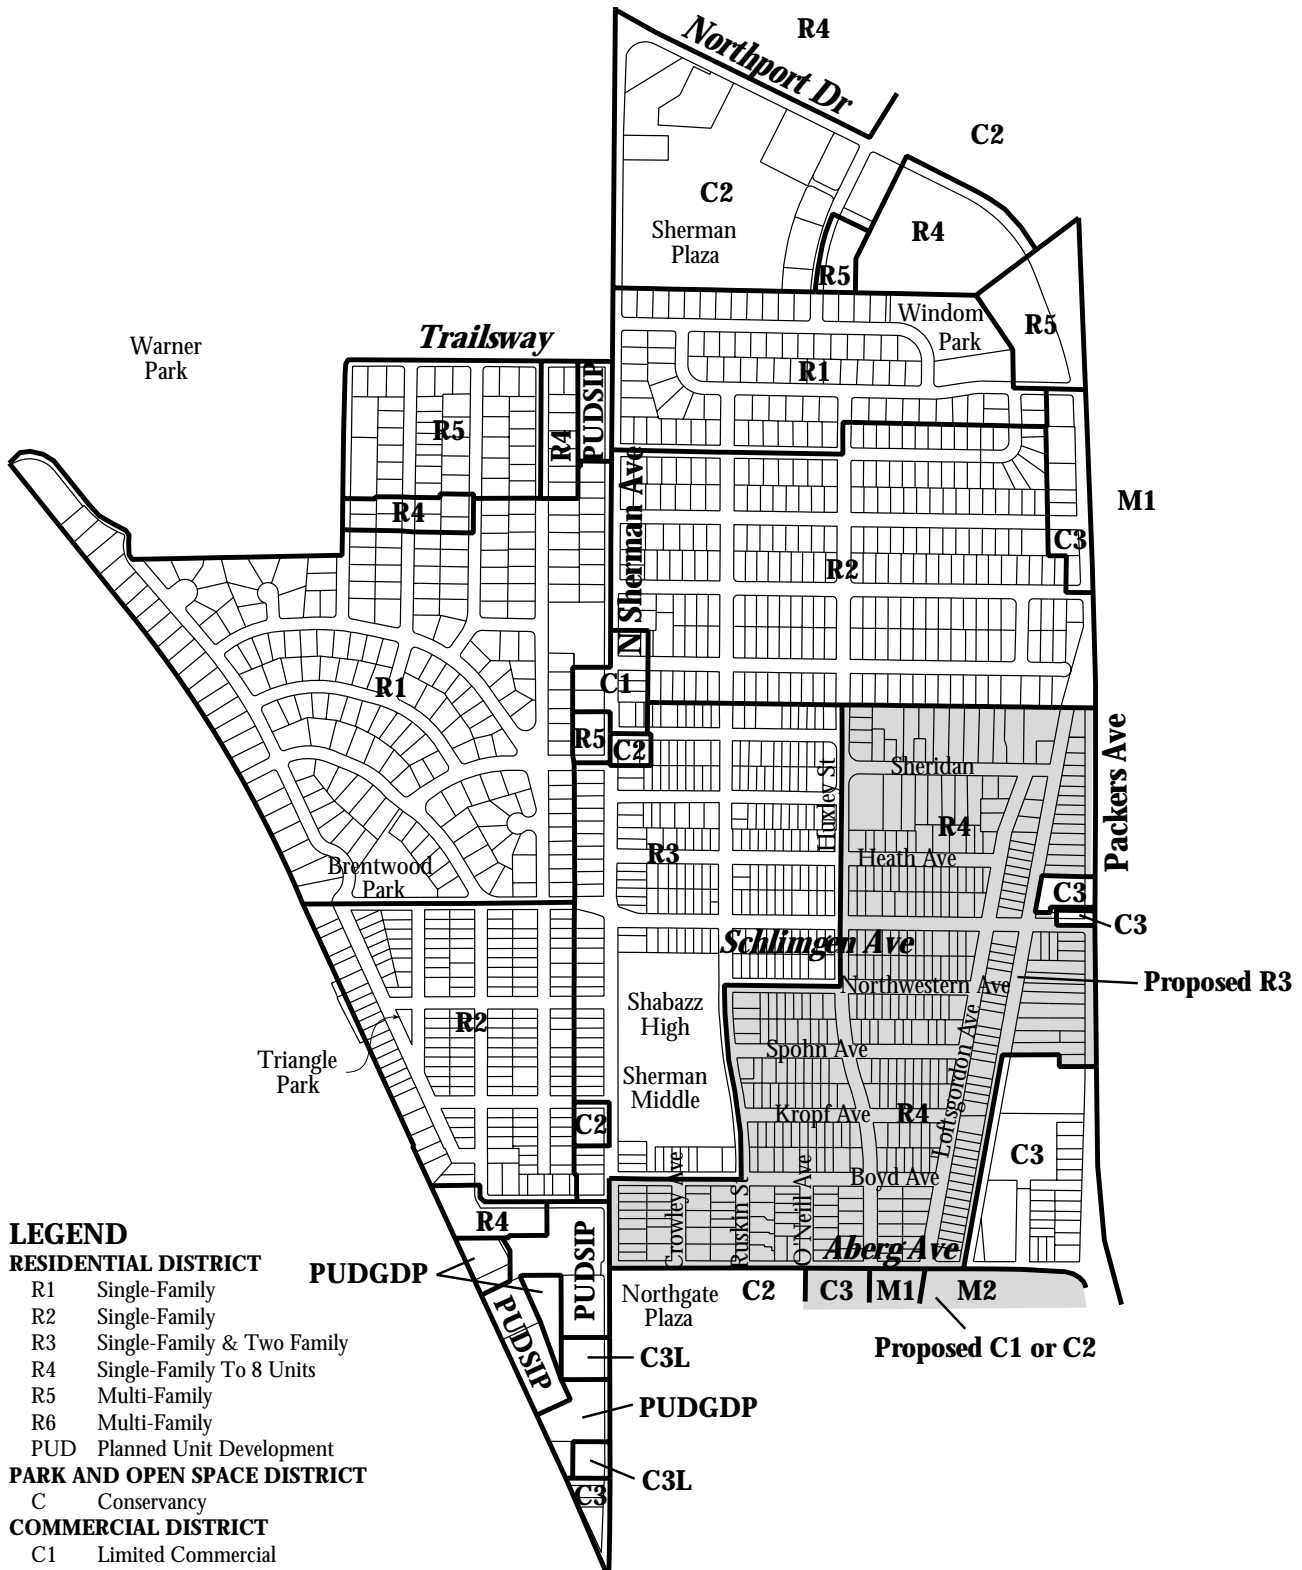 R4
Northport Dr
C2
C2
Sherman
Plaza
R4
R5
Windom
Park
R5
Warner
Park
Trailsway
PUDSIP
R1
R5
R4
N Sherman Ave
R4
M1
C3
R2
R1
C1
R5
C2
Packers Ave
Sheridan
Huxley St
R4
R3
Heath Ave
Brentwood
Park
C3
C3
Schlimgen Ave
Northwestern Ave
Proposed R3
Shabazz
High
R2
Spohn Ave
Loftsgordon Ave
Triangle
Park
Sherman
Middle
Kropf Ave
R4
C2
C3
Boyd Ave
Crowley Ave
Ruskin St
O'Neill Ave
R4
Aberg Ave
PUDSIP
PUDGDP
Northgate
Plaza
C2
C3
M1
M2
PUDSIP
Proposed C1 or C2
C3L
PUDGDP
C3L
C3
LEGEND
RESIDENTIAL DISTRICT
R1 Single-Family
R2 Single-Family
R3 Single-Family & Two Family
R4 Single-Family To 8 Units
R5 Multi-Family
R6 Multi-Family
PUD Planned Unit Development
PARK AND OPEN SPACE DISTRICT
C Conservancy
COMMERCIAL DISTRICT
C1 Limited Commercial